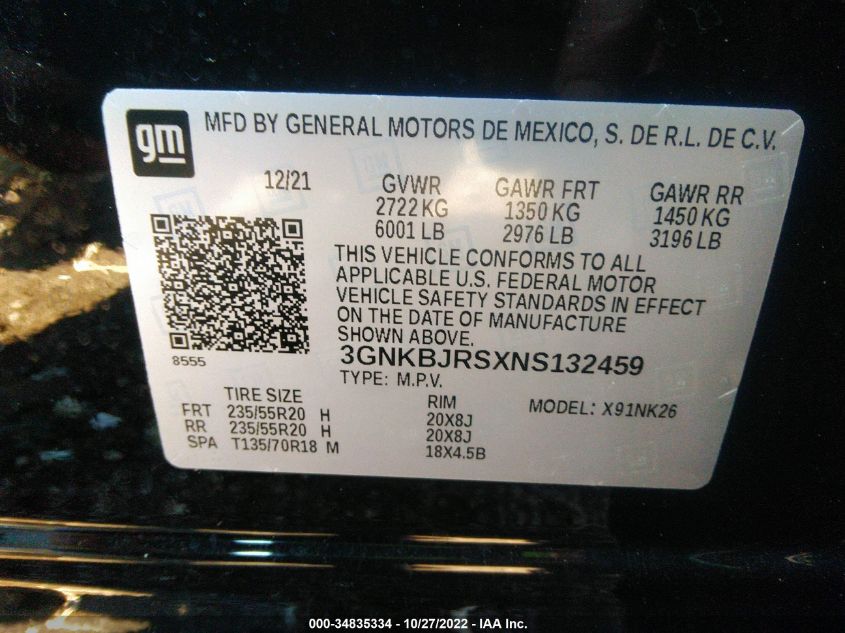 gm
MFD BY GENERAL MOTORS DE MEXICO, S. DE R.L. DE C.V.
12/21 GVWR GAWR FRT GAWR RR
2722 KG 1350 KG 1450 KG
6001 LB 2976 LB 3196 LB
THIS VEHICLE CONFORMS TO ALL
APPLICABLE U.S. FEDERAL MOTOR
VEHICLE SAFETY STANDARDS IN EFFECT
ON THE DATE OF MANUFACTURE
SHOWN ABOVE.
8555
3GNKBJRSXNS132459
TYPE: M.P.V.
TIRE SIZE RIM MODEL: X91NK26
FRT 235/55R20 H 20X8J
RR 235/55R20 H 20X8J
SPA T135/70R18 M 18X4.5B
000-34835334 - 10/27/2022 - IAA Inc.